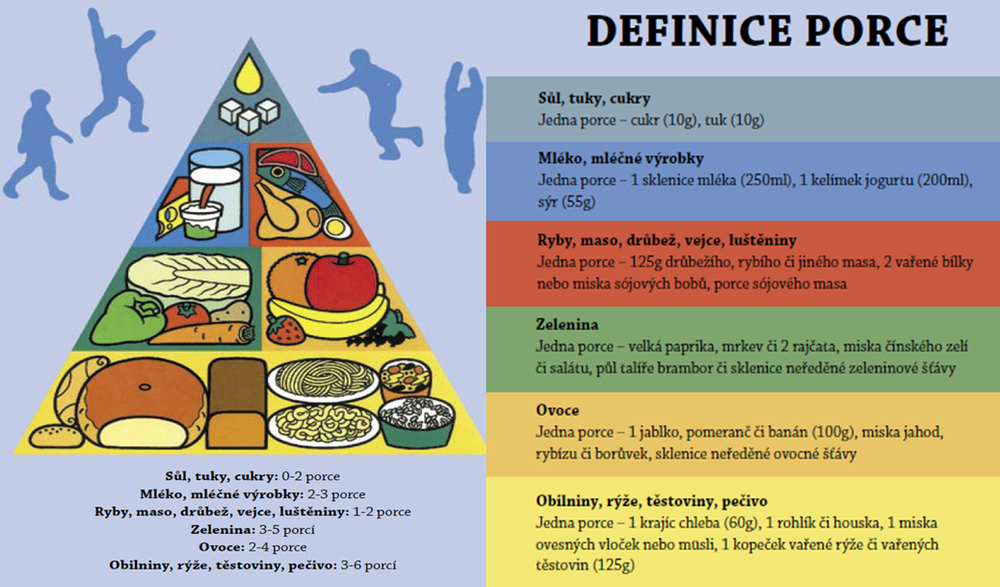 DEFINICE PORCE
Sůl, tuky, cukry
Jedna porce – cukr (10g), tuk (10g)
Mléko, mléčné výrobky
Jedna porce – 1 sklenice mléka (250ml), 1 kelímek jogurtu (200ml),
sýr (55g)
Ryby, maso, drůbež, vejce, luštěniny
Jedna porce – 125g drůbežího, rybího či jiného masa, 2 vařené bílky
nebo miska sójových bobů, porce sójového masa
Zelenina
Jedna porce – velká paprika, mrkev či 2 rajčata, miska čínského zelí
či salátu, půl talíře brambor či sklenice neředěné zeleninové šťávy
Ovoce
Jedna porce – 1 jablko, pomeranč či banán (100g), miska jahod,
rybízu či borůvek, sklenice neředěné ovocné šťávy
Obilniny, rýže, těstoviny, pečivo
Jedna porce – 1 krajíc chleba (60g), 1 rohlík či houska, 1 miska
ovesných vloček nebo müsli, 1 kopeček vařené rýže či vařených
těstovin (125g)
Sůl, tuky, cukry: 0-2 porce
Mléko, mléčné výrobky: 2-3 porce
Ryby, maso, drůbež, vejce, luštěniny: 1-2 porce
Zelenina: 3-5 porcí
Ovoce: 2-4 porce
Obilniny, rýže, těstoviny, pečivo: 3-6 porcí